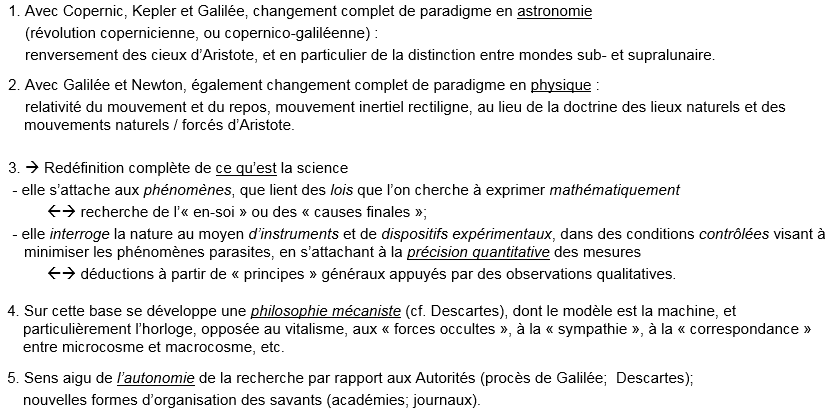 1. Avec Copernic, Kepler et Galilée, changement complet de paradigme en astronomie
(révolution copernicienne, ou copernico-galiléenne) :
renversement des cieux d’Aristote, et en particulier de la distinction entre mondes sub- et supralunaire.
2. Avec Galilée et Newton, également changement complet de paradigme en physique :
relativité du mouvement et du repos, mouvement inertiel rectiligne, au lieu de la doctrine des lieux naturels et des
mouvements naturels / forcés d’Aristote.
3. → Redéfinition complète de ce qu’est la science
- elle s’attache aux phénomènes, que lient des lois que l’on cherche à exprimer mathématiquement
←→ recherche de l’« en-soi » ou des « causes finales »;
- elle interroge la nature au moyen d’instruments et de dispositifs expérimentaux, dans des conditions contrôlées visant à
minimiser les phénomènes parasites, en s’attachant à la précision quantitative des mesures
←→ déductions à partir de « principes » généraux appuyés par des observations qualitatives.
4. Sur cette base se développe une philosophie mécaniste (cf. Descartes), dont le modèle est la machine, et
particulièrement l’horloge, opposée au vitalisme, aux « forces occultes », à la « sympathie », à la « correspondance »
entre microcosme et macrocosme, etc.
5. Sens aigu de l’autonomie de la recherche par rapport aux Autorités (procès de Galilée; Descartes);
nouvelles formes d’organisation des savants (académies; journaux).